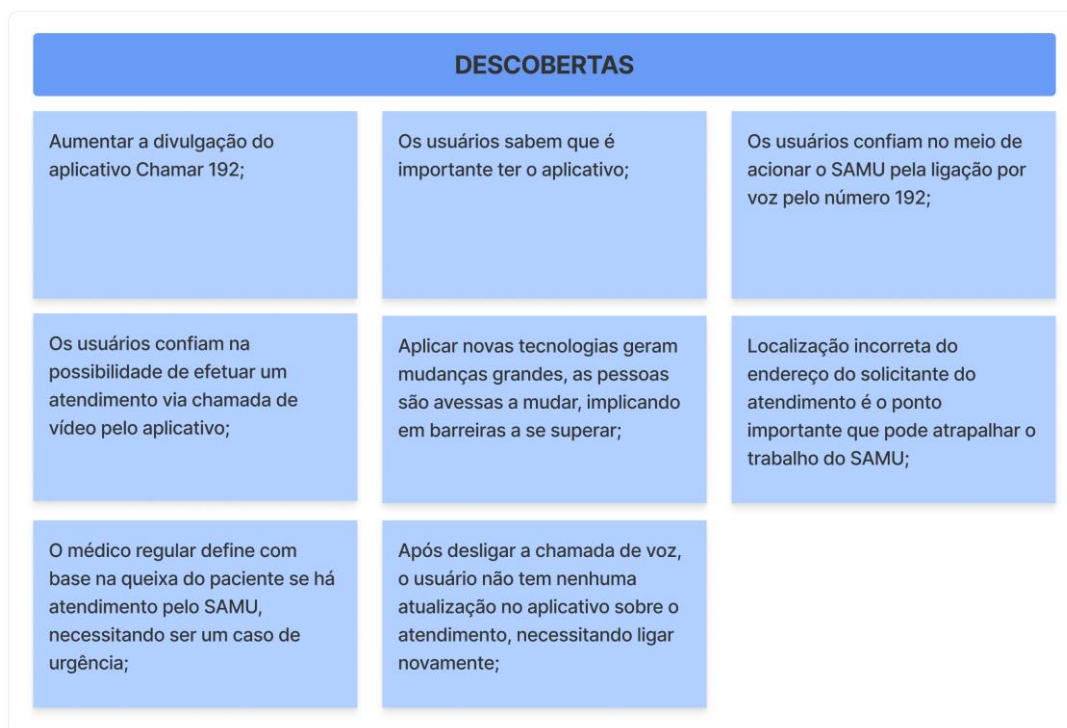 DESCOBERTAS
Aumentar a divulgação do
aplicativo Chamar 192;
Os usuários sabem que é
importante ter o aplicativo;
Os usuários confiam no meio de
acionar o SAMU pela ligação por
voz pelo número 192;
Os usuários confiam na
possibilidade de efetuar um
atendimento via chamada de
vídeo pelo aplicativo;
Aplicar novas tecnologias geram
mudanças grandes, as pessoas
são avessas a mudar, implicando
em barreiras a se superar;
Localização incorreta do
endereço do solicitante do
atendimento é o ponto
importante que pode atrapalhar o
trabalho do SAMU;
O médico regular define com
base na queixa do paciente se há
atendimento pelo SAMU,
necessitando ser um caso de
urgência;
Após desligar a chamada de voz,
o usuário não tem nenhuma
atualização no aplicativo sobre o
atendimento, necessitando ligar
novamente;